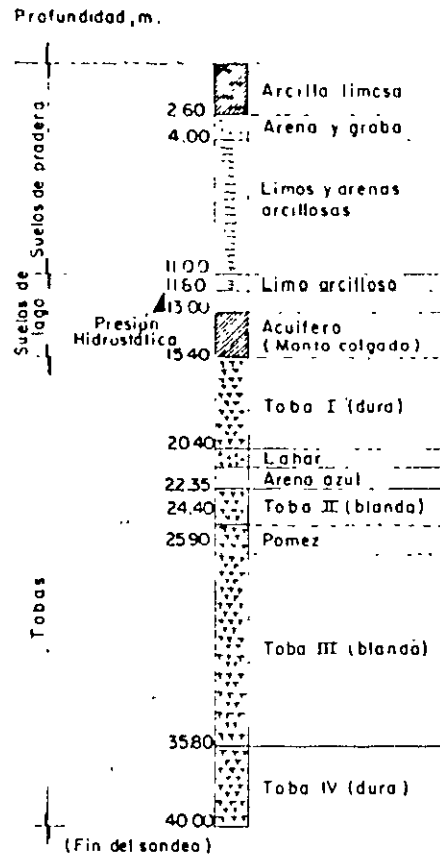 Profundidad, m.
Suelos de pradera
Suelos de lago
Tobas
Arcilla limosa
2.60
Arena y graba
4.00
Limos y arenas
arcillosas
11.00
Limo arcilloso
11.60
13.00
Presión
Hidrostática
Acuifero
(Manto colgado)
15.40
Toba I (dura)
20.40
Lahar
Arena azul
22.35
Toba II (blanda)
24.40
Pomez
25.90
Toba III (blanda)
35.80
Toba IV (dura)
40.00
(Fin del sondeo)